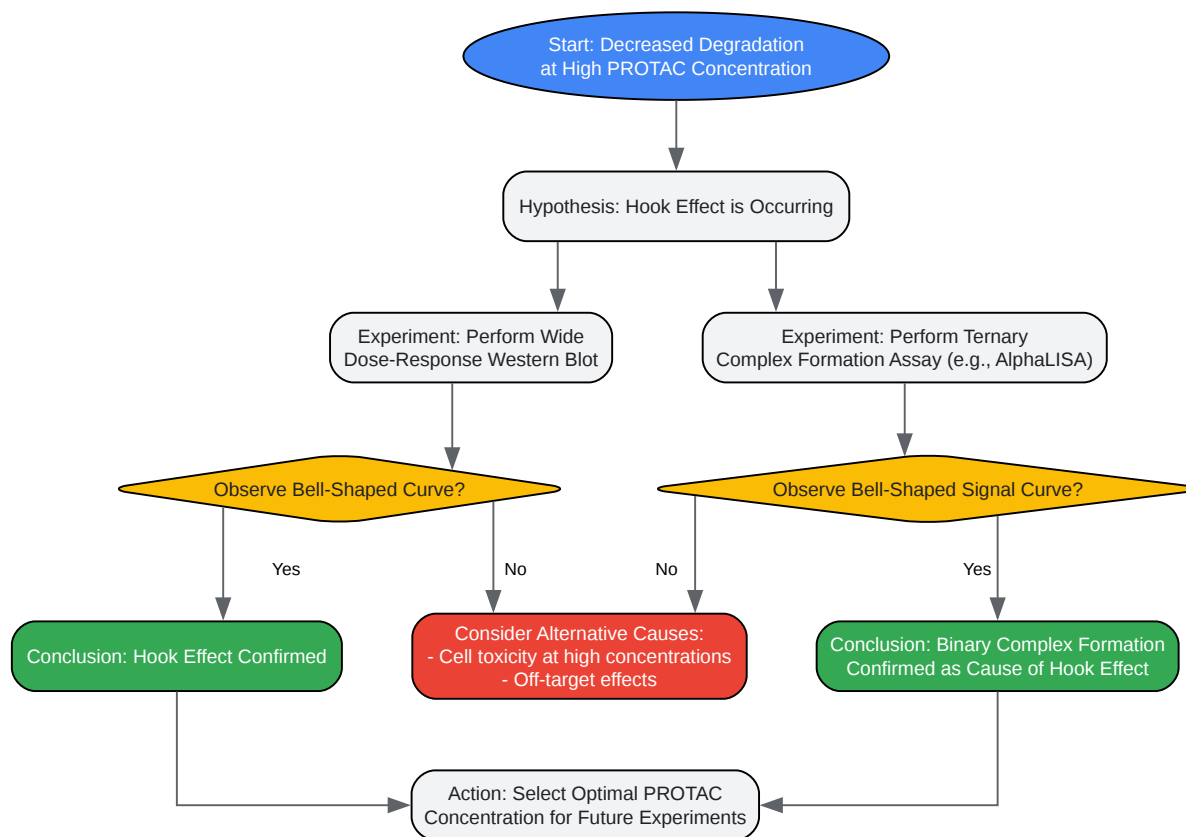 Start: Decreased Degradation
at High PROTAC Concentration
Hypothesis: Hook Effect is Occurring
Experiment: Perform Wide
Dose-Response Western Blot
Experiment: Perform Ternary
Complex Formation Assay (e.g., AlphaLISA)
Observe Bell-Shaped Curve?
Observe Bell-Shaped Signal Curve?
Yes
No
No
Yes
Conclusion: Hook Effect Confirmed
Consider Alternative Causes:
- Cell toxicity at high concentrations
- Off-target effects
Conclusion: Binary Complex Formation
Confirmed as Cause of Hook Effect
Action: Select Optimal PROTAC
Concentration for Future Experiments